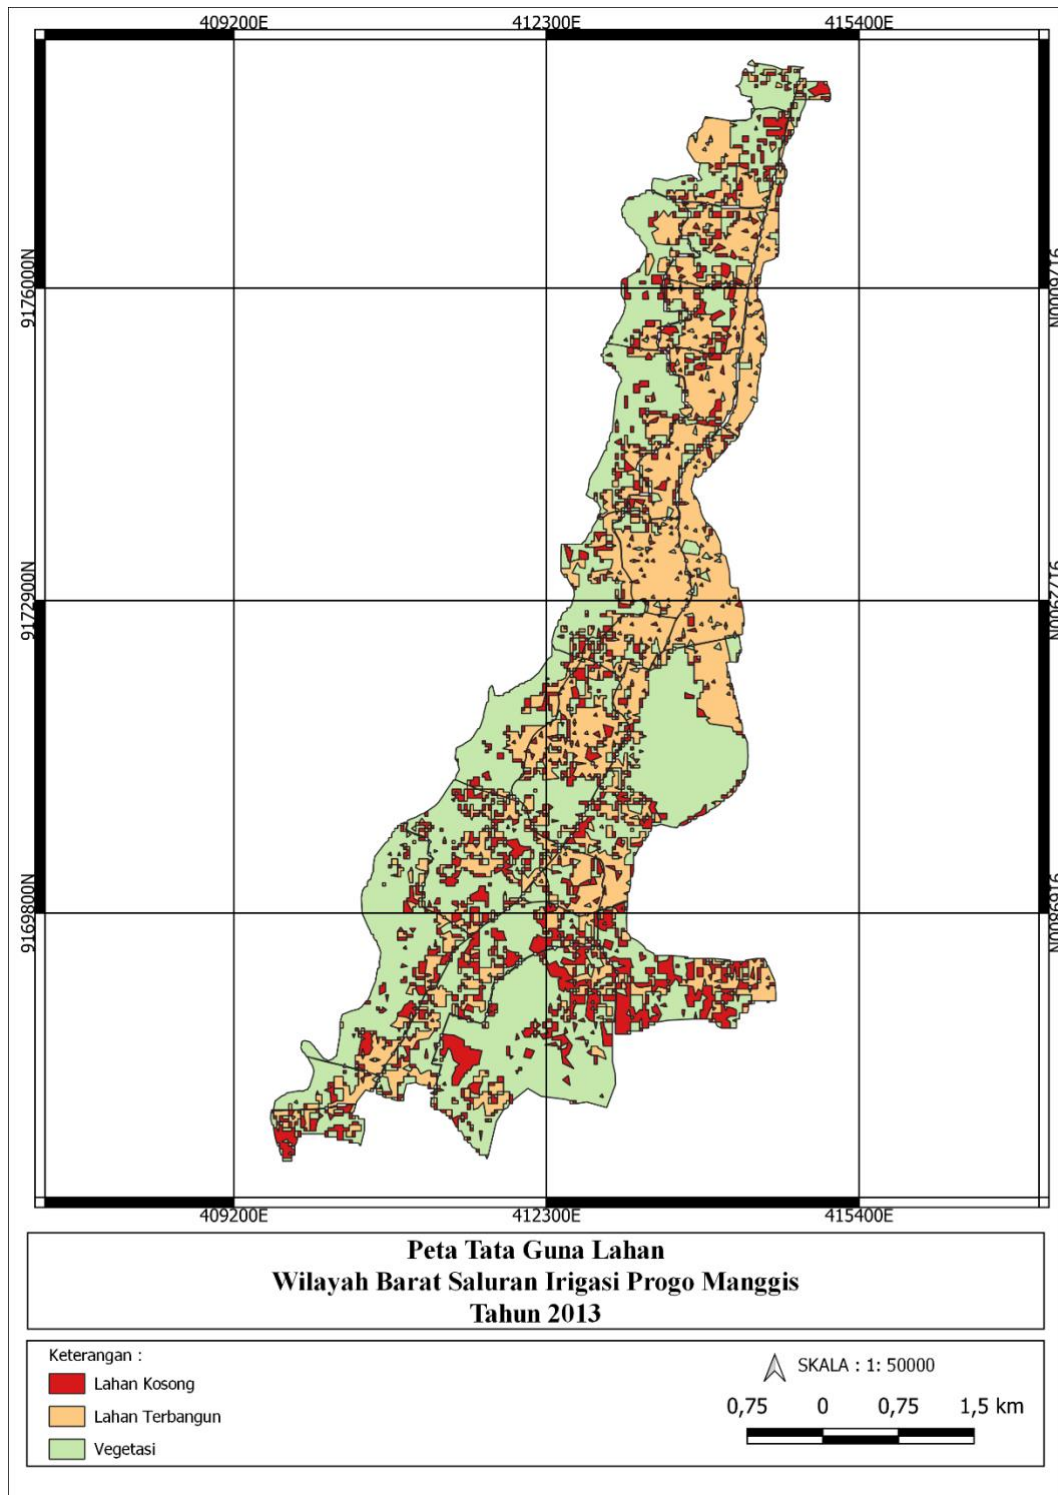 409200E 412300E 415400E
9176000N 9176000N
9172900N 9172900N
9169800N 9169800N
409200E 412300E 415400E
Peta Tata Guna Lahan
Wilayah Barat Saluran Irigasi Progo Manggis
Tahun 2013
Keterangan :
Lahan Kosong
Lahan Terbangun
Vegetasi
SKALA : 1: 50000
0,75 0 0,75 1,5 km